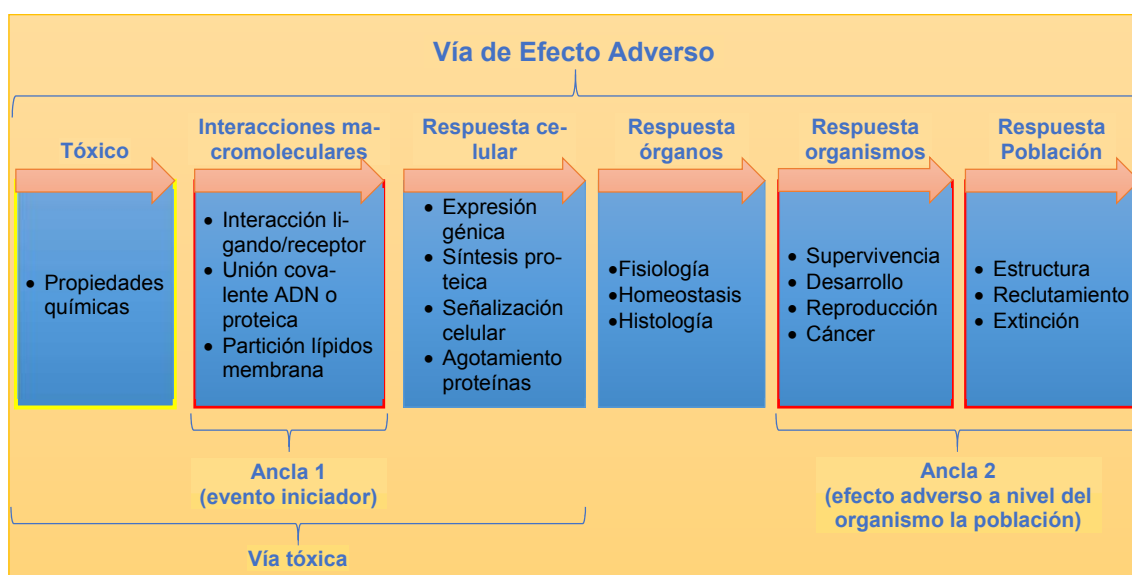 Vía de Efecto Adverso
Tóxico
Interacciones ma-
cromoleculares
Respuesta ce-
lular
Respuesta
órganos
Respuesta
organismos
Respuesta
Población
• Propiedades
químicas
• Interacción li-
gando/receptor
• Unión cova-
lente ADN o
proteica
• Partición lípidos
membrana
• Expresión
génica
• Síntesis pro-
teica
• Señalización
celular
• Agotamiento
proteínas
•Fisiología
•Homeostasis
•Histología
• Supervivencia
• Desarrollo
• Reproducción
• Cáncer
• Estructura
• Reclutamiento
• Extinción
Ancla 1
(evento iniciador)
Ancla 2
(efecto adverso a nivel del
organismo la población)
Vía tóxica